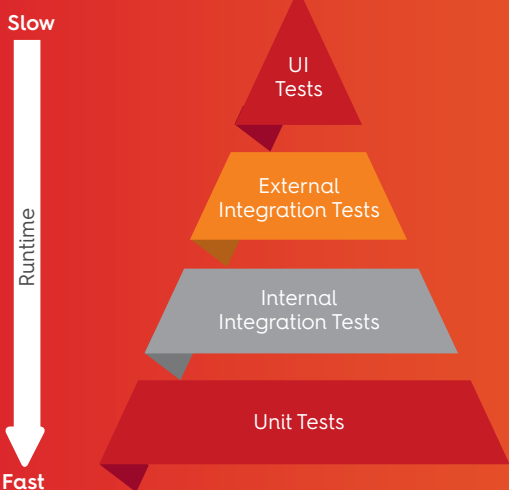 Slow
UI
Tests
External
Integration Tests
Runtime
Internal
Integration Tests
Unit Tests
Fast